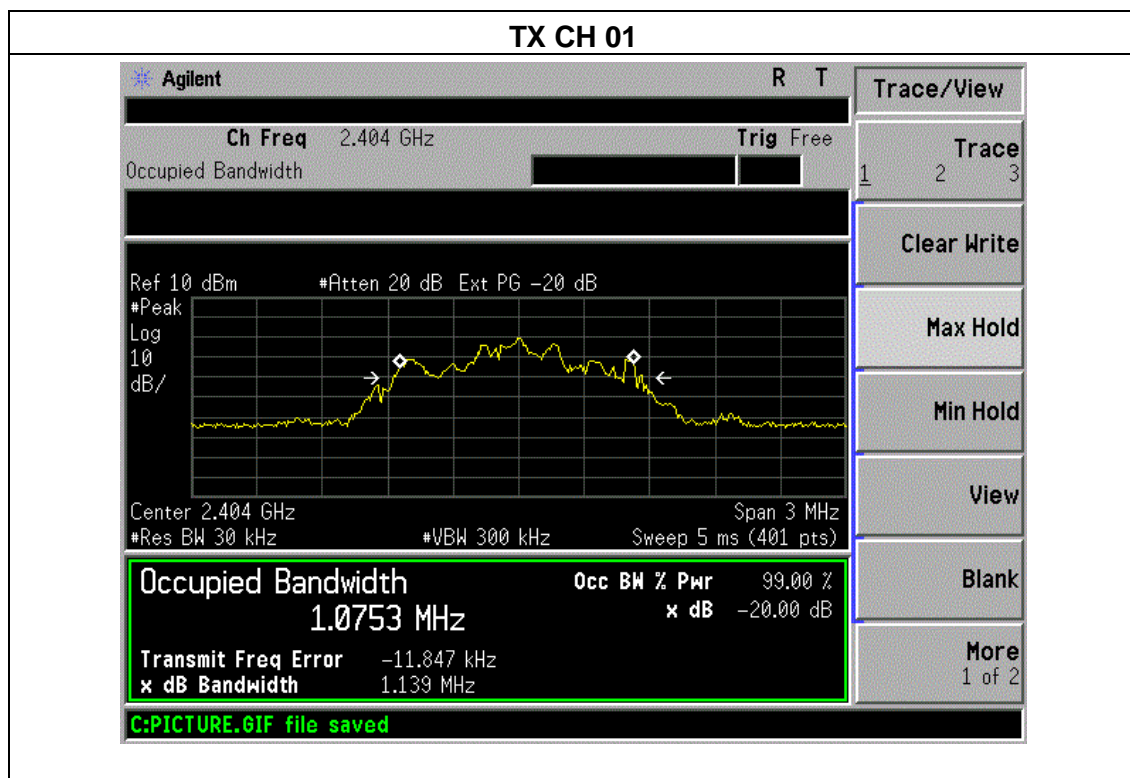 TX CH 01
Agilent R T
Trace/View
Ch Freq 2.404 GHz Trig Free
Occupied Bandwidth
Trace
1 2 3
Clear Write
Ref 10 dBm #Atten 20 dB Ext PG -20 dB
#Peak
Log
10
dB/
Max Hold
Min Hold
View
Center 2.404 GHz Span 3 MHz
#Res BW 30 kHz #VBW 300 kHz Sweep 5 ms (401 pts)
Occupied Bandwidth Occ BW % Pwr 99.00 %
1.0753 MHz x dB -20.00 dB
Blank
Transmit Freq Error -11.847 kHz
x dB Bandwidth 1.139 MHz
More
1 of 2
C:PICTURE.GIF file saved